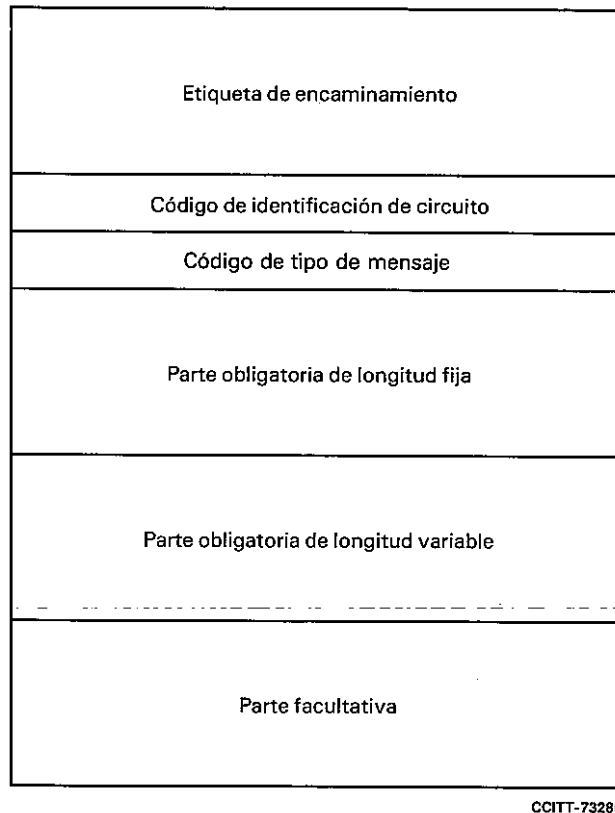 Etiqueta de encaminamiento
Código de identificación de circuito
Código de tipo de mensaje
Parte obligatoria de longitud fija
Parte obligatoria de longitud variable
Parte facultativa
CCITT-7328